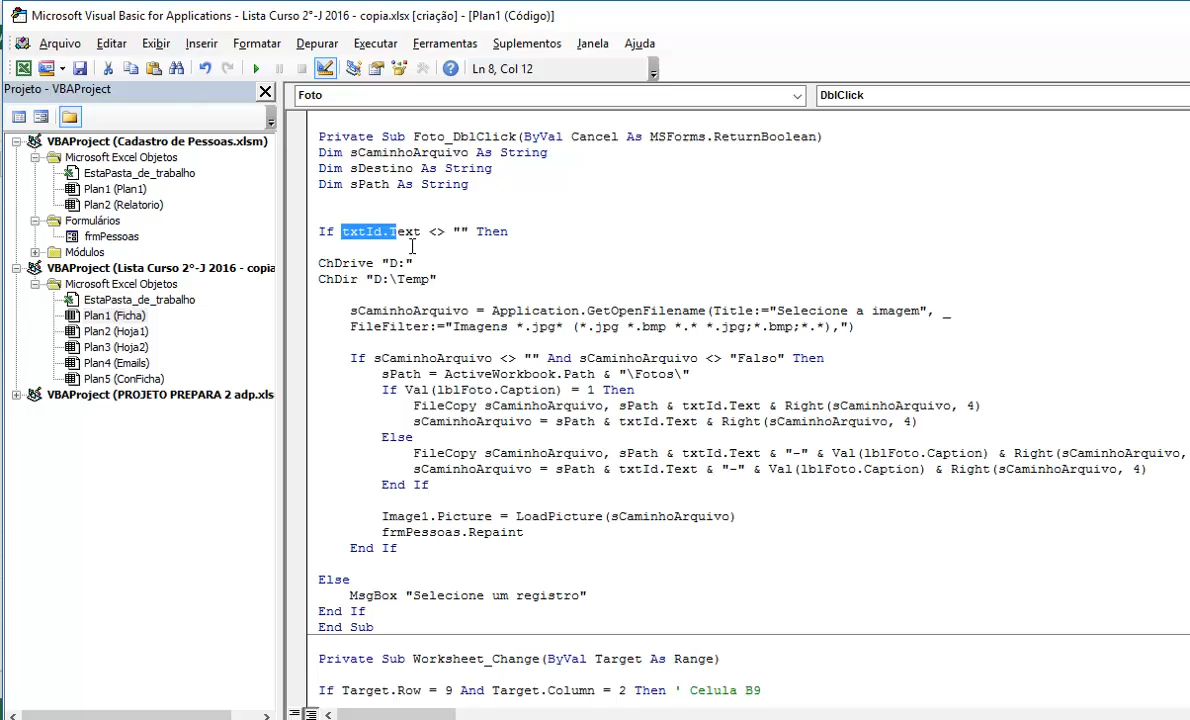 Microsoft Visual Basic for Applications - Lista Curso 2°-J 2016 - copia.xlsx [criação] - [Plan1 (Código)]
Arquivo Editar Exibir Inserir Formatar Depurar Executar Ferramentas Suplementos Janela Ajuda
Ln 8, Col 12
Projeto - VBAProject
VBAProject (Cadastro de Pessoas.xlsm)
Microsoft Excel Objetos
EstaPasta_de_trabalho
Plan1 (Plan1)
Plan2 (Relatorio)
Formulários
frmPessoas
Módulos
VBAProject (Lista Curso 2°-J 2016 - copia
Microsoft Excel Objetos
EstaPasta_de_trabalho
Plan1 (Ficha)
Plan2 (Hoja1)
Plan3 (Hoja2)
Plan4 (Emails)
Plan5 (ConFicha)
VBAProject (PROJETO PREPARA 2 adp.xls
Foto DblClick
Private Sub Foto_DblClick(ByVal Cancel As MSForms.ReturnBoolean)
Dim sCaminhoArquivo As String
Dim sDestino As String
Dim sPath As String
If txtId.Text <> "" Then
ChDrive "D:"
ChDir "D:\Temp"
sCaminhoArquivo = Application.GetOpenFilename(Title:="Selecione a imagem", _
FileFilter:="Imagens *.jpg* (*.jpg *.bmp *.* *.jpg;*.bmp;*.*),")
If sCaminhoArquivo <> "" And sCaminhoArquivo <> "Falso" Then
sPath = ActiveWorkbook.Path & "\Fotos\"
If Val(lblFoto.Caption) = 1 Then
FileCopy sCaminhoArquivo, sPath & txtId.Text & Right(sCaminhoArquivo, 4)
sCaminhoArquivo = sPath & txtId.Text & Right(sCaminhoArquivo, 4)
Else
FileCopy sCaminhoArquivo, sPath & txtId.Text & "-" & Val(lblFoto.Caption) & Right(sCaminhoArquivo,
sCaminhoArquivo = sPath & txtId.Text & "-" & Val(lblFoto.Caption) & Right(sCaminhoArquivo, 4)
End If
Image1.Picture = LoadPicture(sCaminhoArquivo)
frmPessoas.Repaint
End If
Else
MsgBox "Selecione um registro"
End If
End Sub
Private Sub Worksheet_Change(ByVal Target As Range)
If Target.Row = 9 And Target.Column = 2 Then ' Celula B9